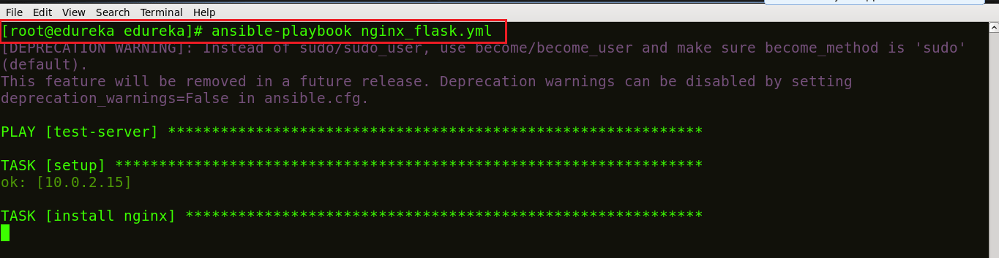 File Edit View Search Terminal Help
[root@edureka edureka]# ansible-playbook nginx_flask.yml
[DEPRECATION WARNING]: Instead of sudo/sudo_user, use become/become_user and make sure become_method is 'sudo'
(default).
This feature will be removed in a future release. Deprecation warnings can be disabled by setting
deprecation_warnings=False in ansible.cfg.
PLAY [test-server] *************************************************************
TASK [setup] *******************************************************************
ok: [10.0.2.15]
TASK [install nginx] ***********************************************************